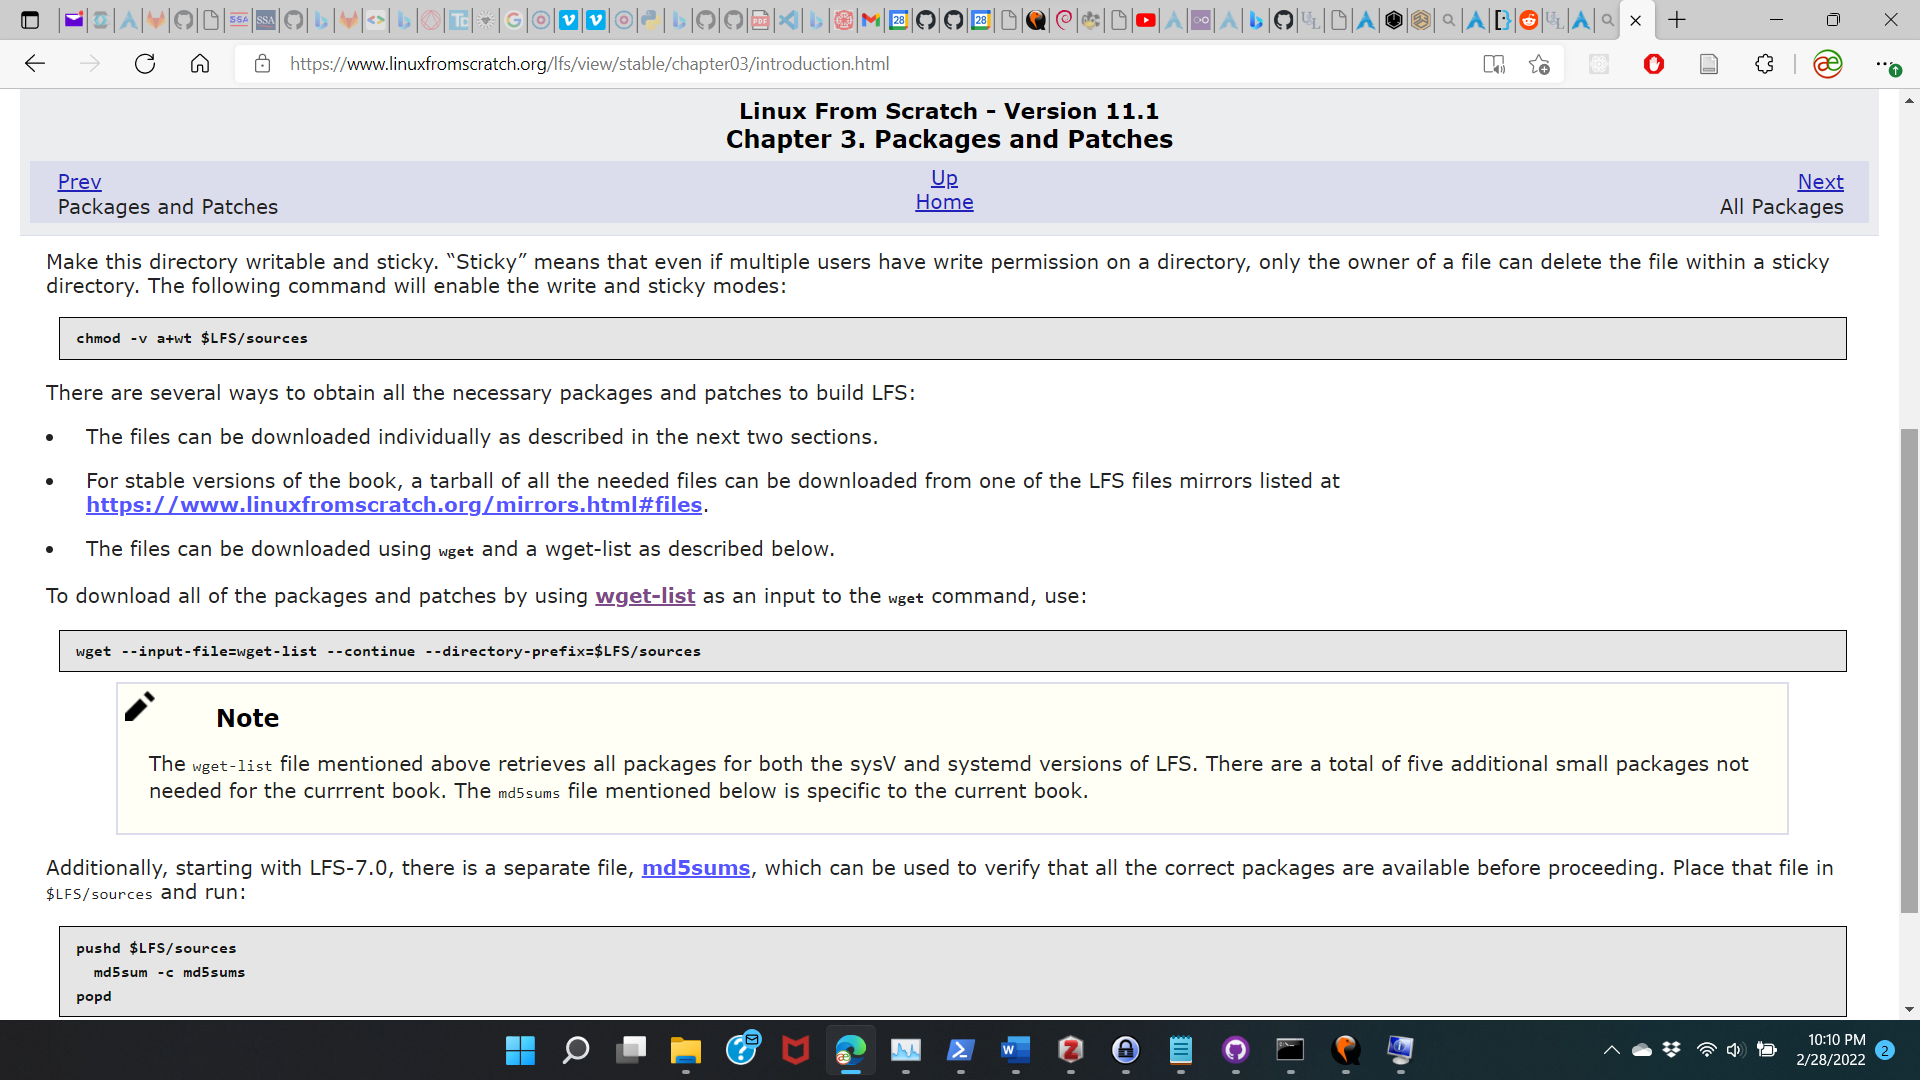 https://www.linuxfromscratch.org/lfs/view/stable/chapter03/introduction.html
Linux From Scratch - Version 11.1
Chapter 3. Packages and Patches
Prev
Up
Next
Packages and Patches
Home
All Packages
Make this directory writable and sticky. “Sticky” means that even if multiple users have write permission on a directory, only the owner of a file can delete the file within a sticky
directory. The following command will enable the write and sticky modes:
chmod -v a+wt $LFS/sources
There are several ways to obtain all the necessary packages and patches to build LFS:
• The files can be downloaded individually as described in the next two sections.
• For stable versions of the book, a tarball of all the needed files can be downloaded from one of the LFS files mirrors listed at
https://www.linuxfromscratch.org/mirrors.html#files.
• The files can be downloaded using wget and a wget-list as described below.
To download all of the packages and patches by using wget-list as an input to the wget command, use:
wget --input-file=wget-list --continue --directory-prefix=$LFS/sources
Note
The wget-list file mentioned above retrieves all packages for both the sysV and systemd versions of LFS. There are a total of five additional small packages not
needed for the currrent book. The md5sums file mentioned below is specific to the current book.
Additionally, starting with LFS-7.0, there is a separate file, md5sums, which can be used to verify that all the correct packages are available before proceeding. Place that file in
$LFS/sources and run:
pushd $LFS/sources
md5sum -c md5sums
popd
10:10 PM
2/28/2022
2